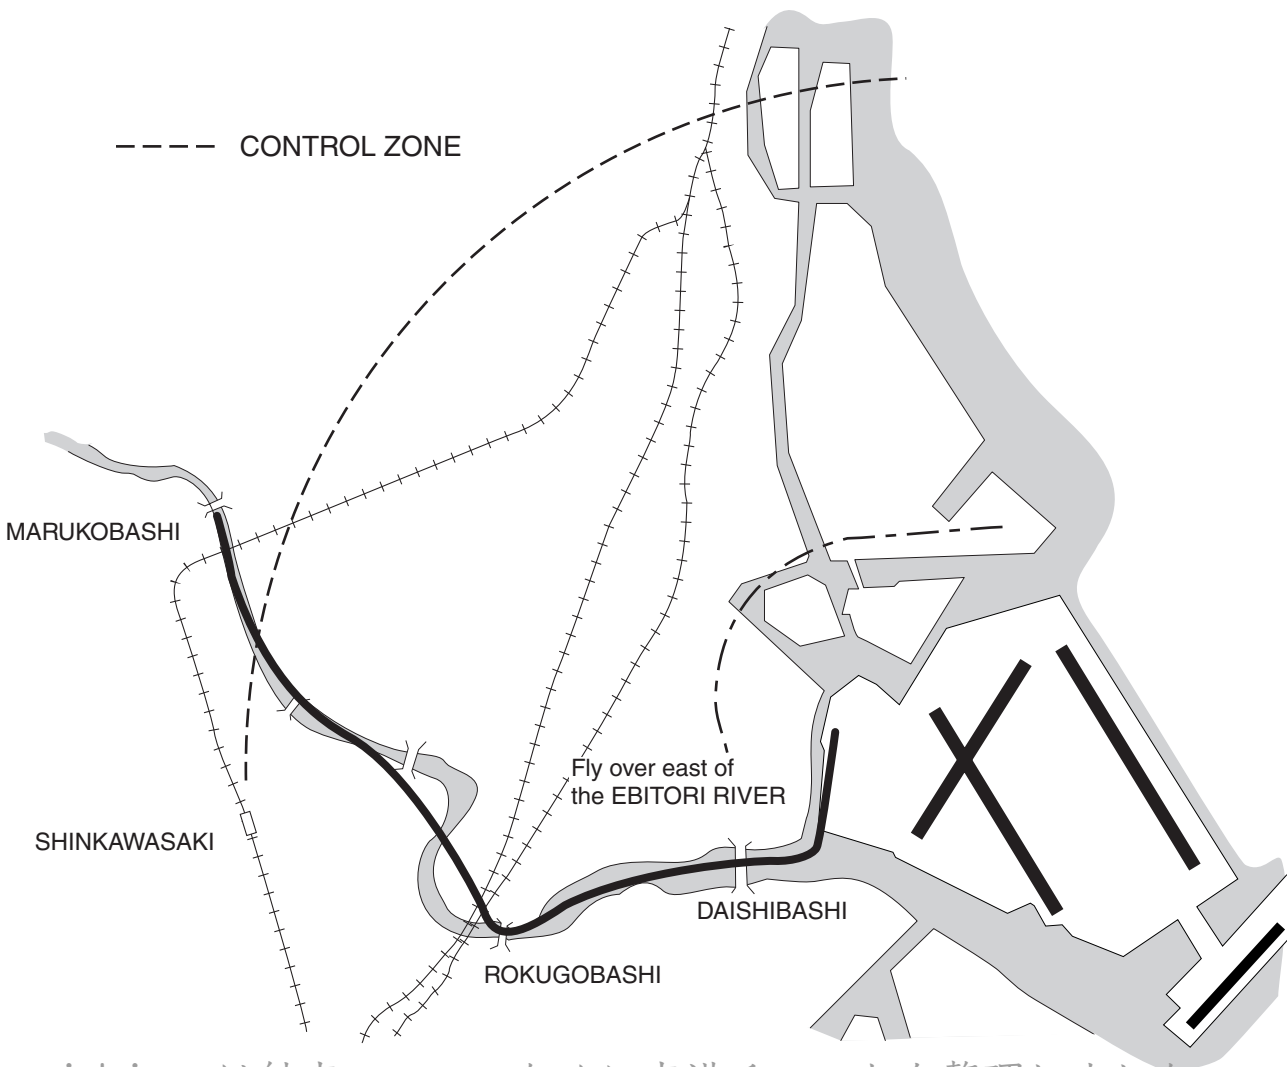 CONTROL ZONE
MARUKOBASHI
Fly over east of
the EBITORI RIVER
SHINKAWASAKI
DAISHIBASHI
ROKUGOBASHI